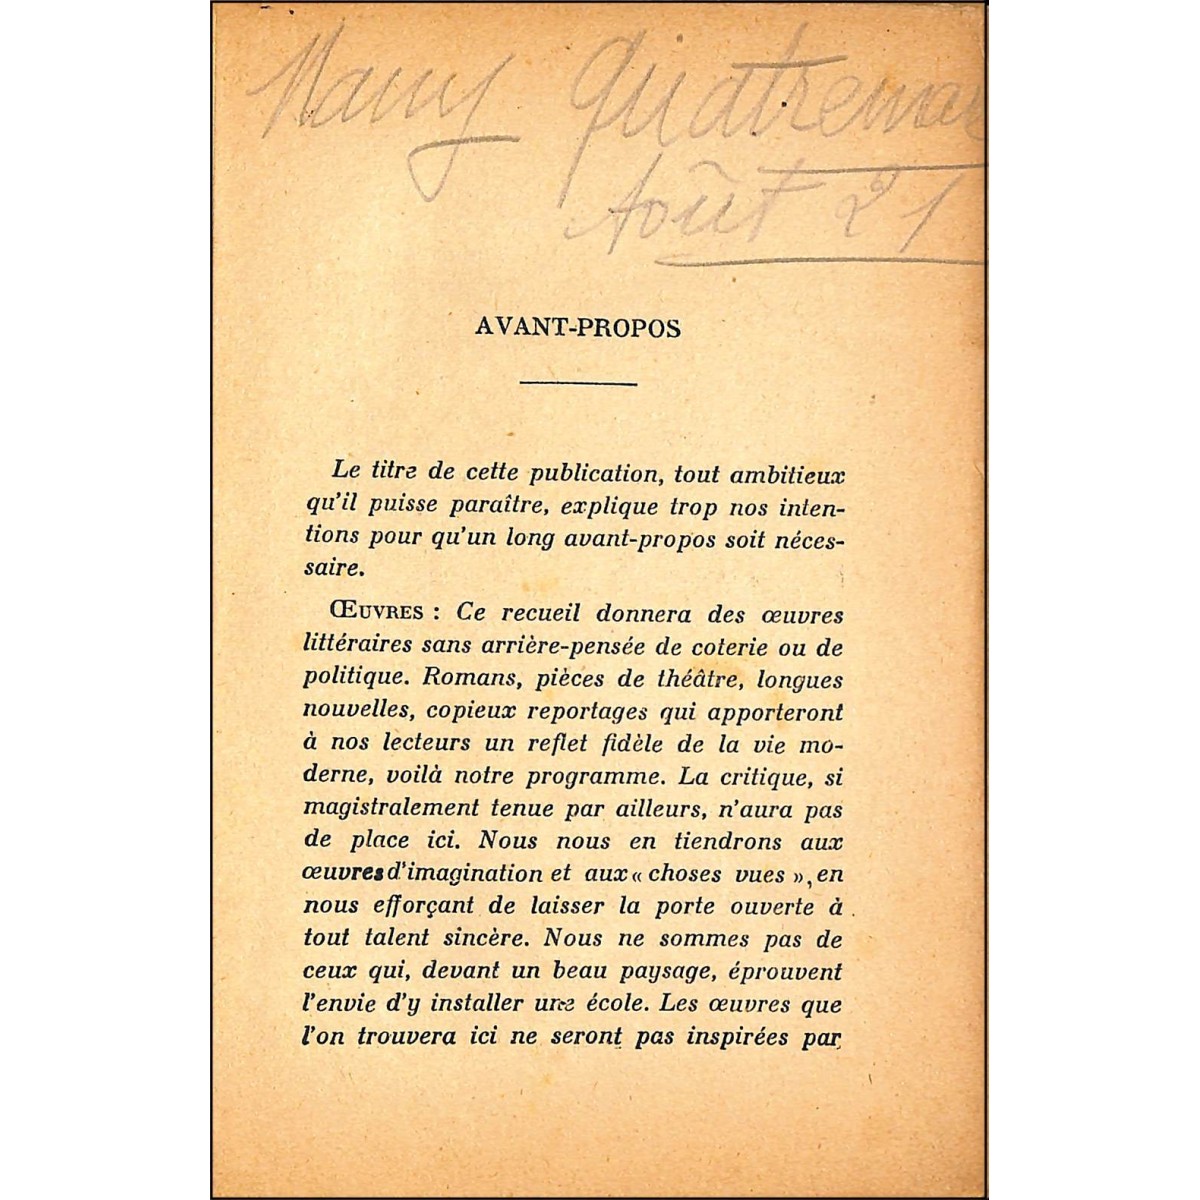 Août 21
AVANT-PROPOS
Le titre de cette publication, tout ambitieux
qu'il puisse paraître, explique trop nos inten-
tions pour qu'un long avant-propos soit néces-
saire.
ŒUVRES : Ce recueil donnera des œuvres
littéraires sans arrière-pensée de coterie ou de
politique. Romans, pièces de théâtre, longues
nouvelles, copieux reportages qui apporteront
à nos lecteurs un reflet fidèle de la vie mo-
derne, voilà notre programme. La critique, si
magistralement tenue par ailleurs, n'aura pas
de place ici. Nous nous en tiendrons aux
œuvres d'imagination et aux « choses vues », en
nous efforçant de laisser la porte ouverte à
tout talent sincère. Nous ne sommes pas de
ceux qui, devant un beau paysage, éprouvent
l'envie d'y installer une école. Les œuvres que
l'on trouvera ici ne seront pas inspirées par